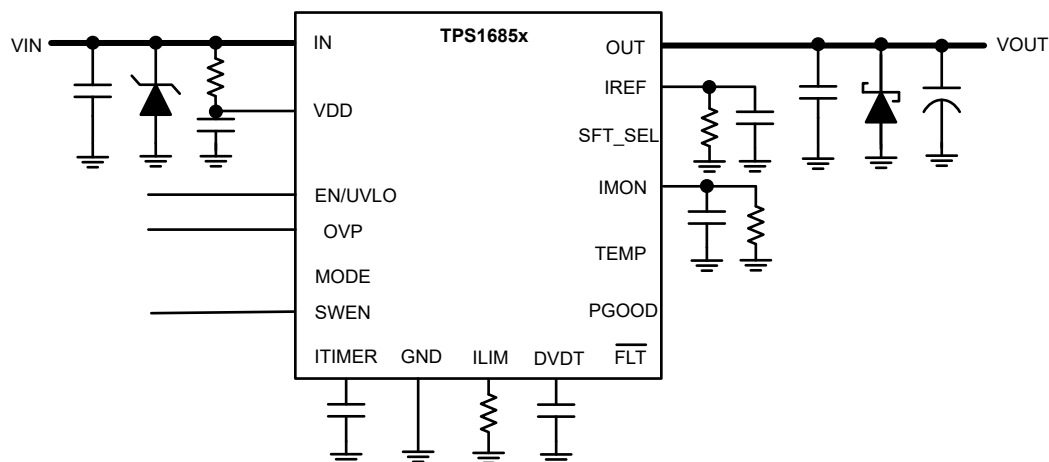 TPS1685x
VIN
IN
OUT
VOUT
IREF
VDD
SFT_SEL
EN/UVLO
IMON
OVP
TEMP
MODE
SWEN
PGOOD
ITIMER
GND
ILIM
DVDT
FLT